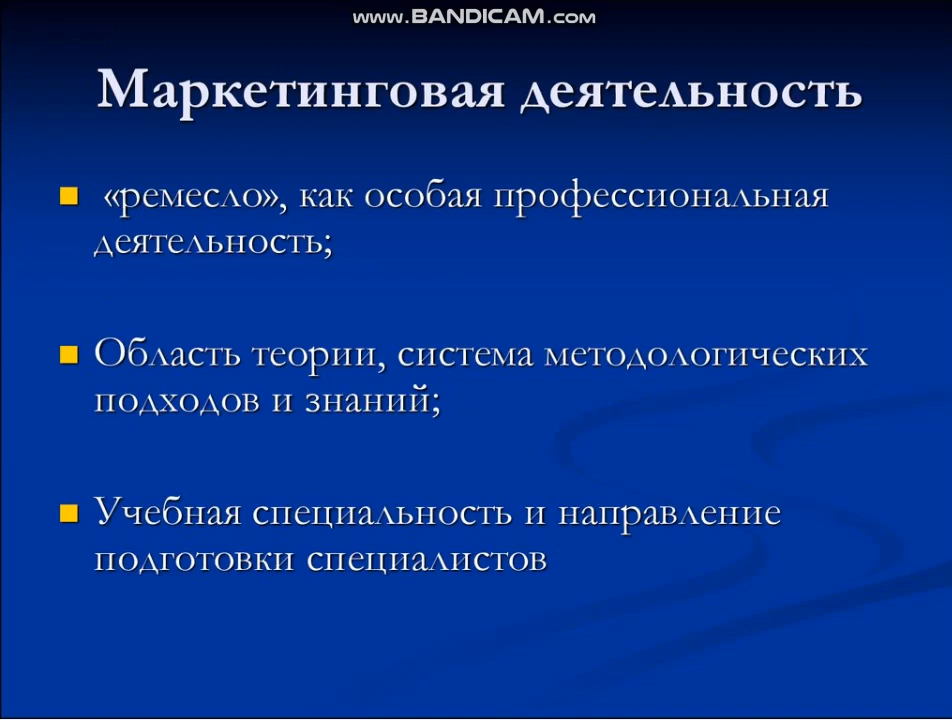 www.BANDICAM.com
Маркетинговая деятельность
«ремесло», как особая профессиональная
деятельность;
Область теории, система методологических
подходов и знаний;
Учебная специальность и направление
подготовки специалистов